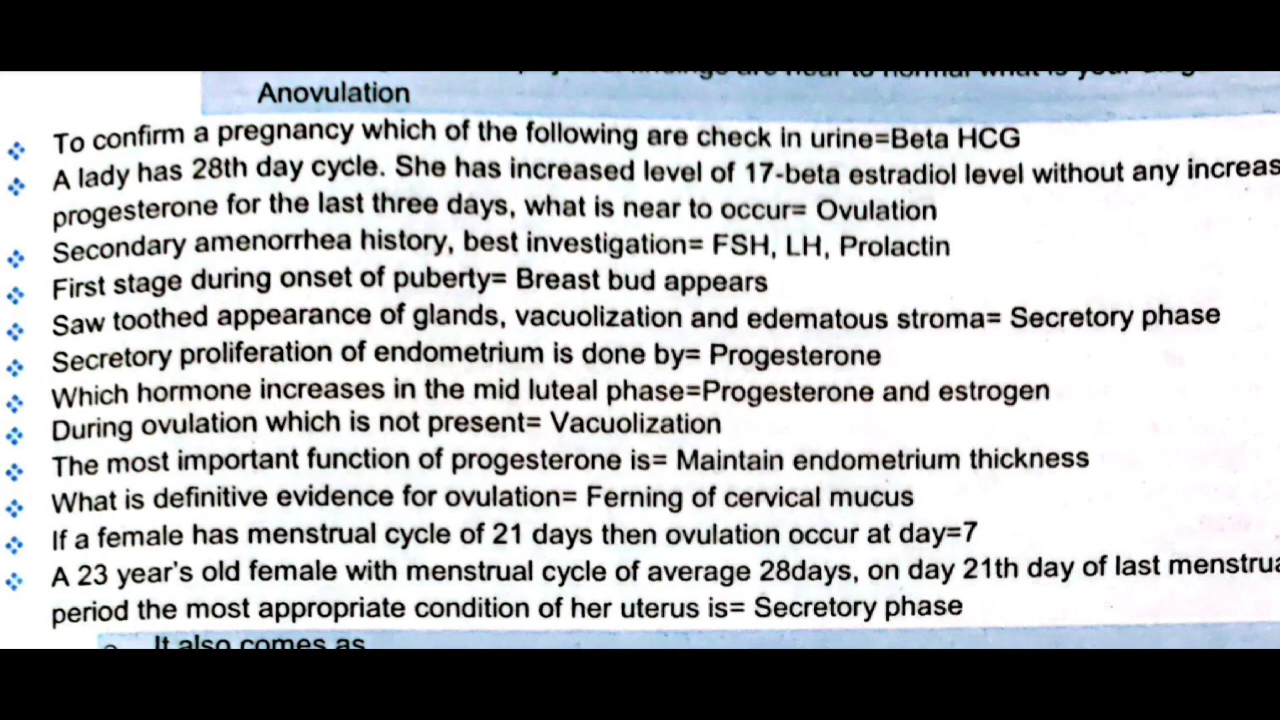 Anovulation
To confirm a pregnancy which of the following are check in urine=Beta HCG
A lady has 28th day cycle. She has increased level of 17-beta estradiol level without any increas
progesterone for the last three days, what is near to occur= Ovulation
Secondary amenorrhea history, best investigation= FSH, LH, Prolactin
First stage during onset of puberty= Breast bud appears
Saw toothed appearance of glands, vacuolization and edematous stroma= Secretory phase
Secretory proliferation of endometrium is done by= Progesterone
Which hormone increases in the mid luteal phase=Progesterone and estrogen
During ovulation which is not present= Vacuolization
The most important function of progesterone is= Maintain endometrium thickness
What is definitive evidence for ovulation= Ferning of cervical mucus
If a female has menstrual cycle of 21 days then ovulation occur at day=7
A 23 year's old female with menstrual cycle of average 28days, on day 21th day of last menstrua
period the most appropriate condition of her uterus is= Secretory phase
It also comes as